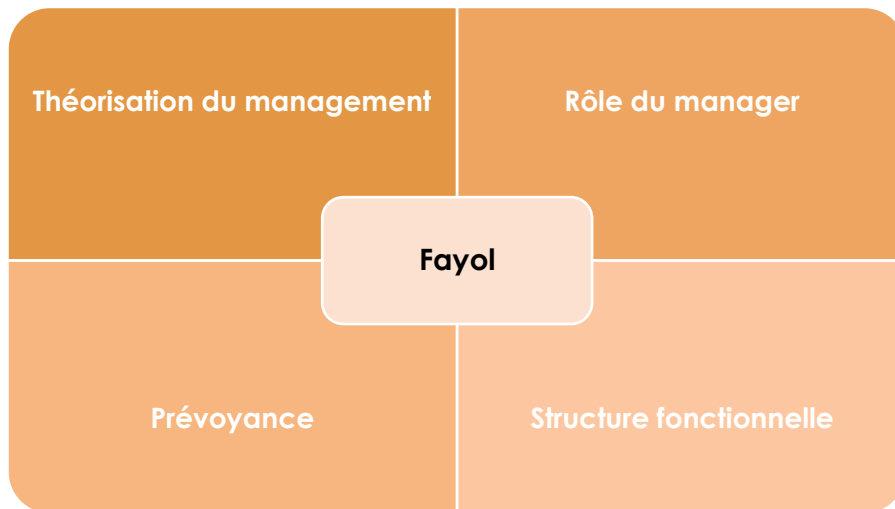 Théorisation du management
Rôle du manager
Fayol
Prévoyance
Structure fonctionnelle